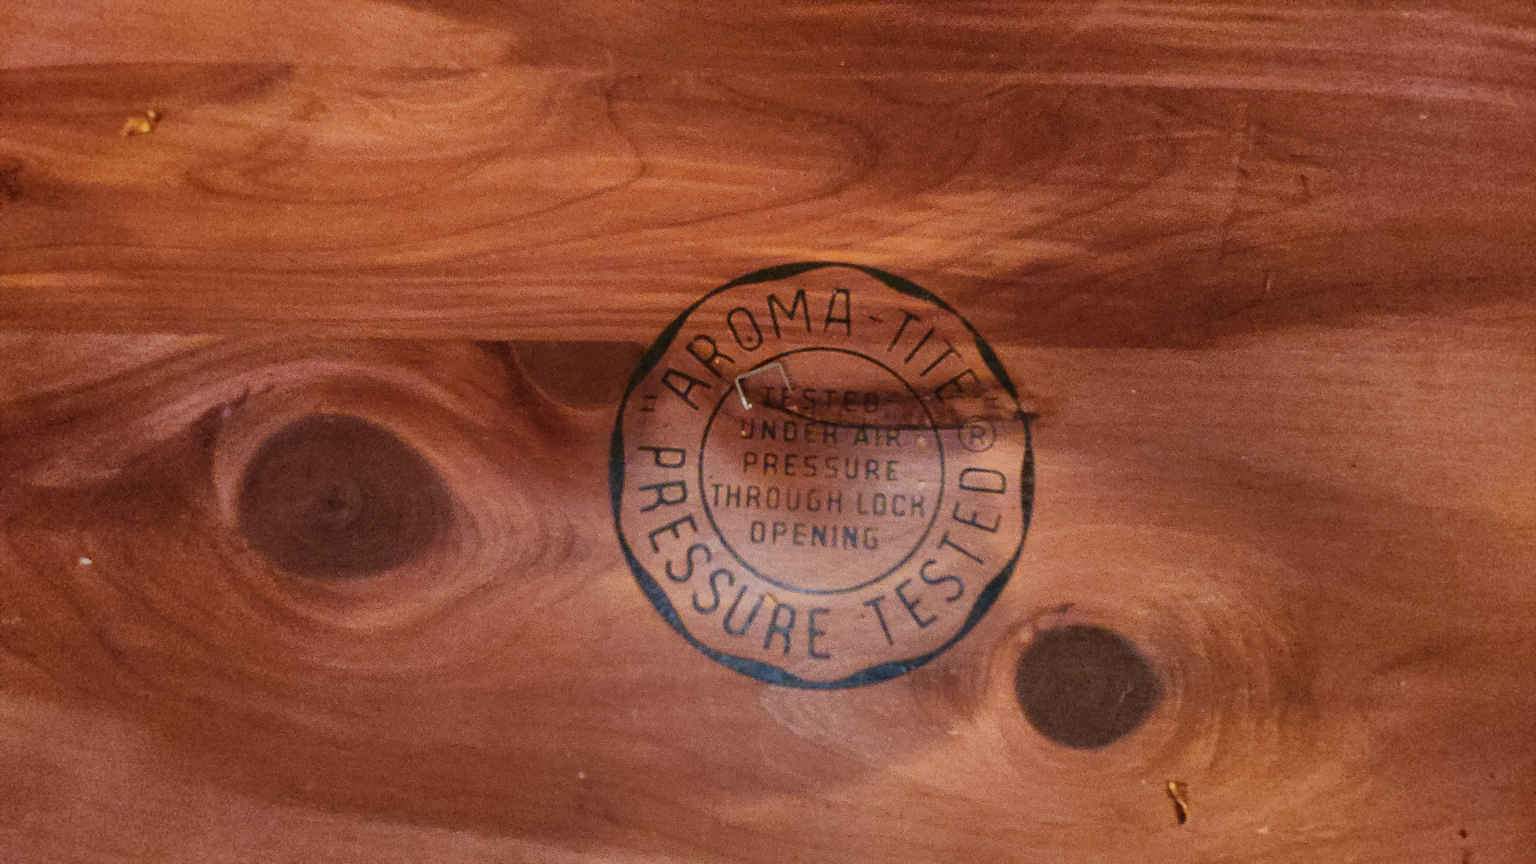 "AROMA-TITE"®
TESTED
UNDER AIR
PRESSURE
THROUGH LOCK
OPENING
PRESSURE TESTED